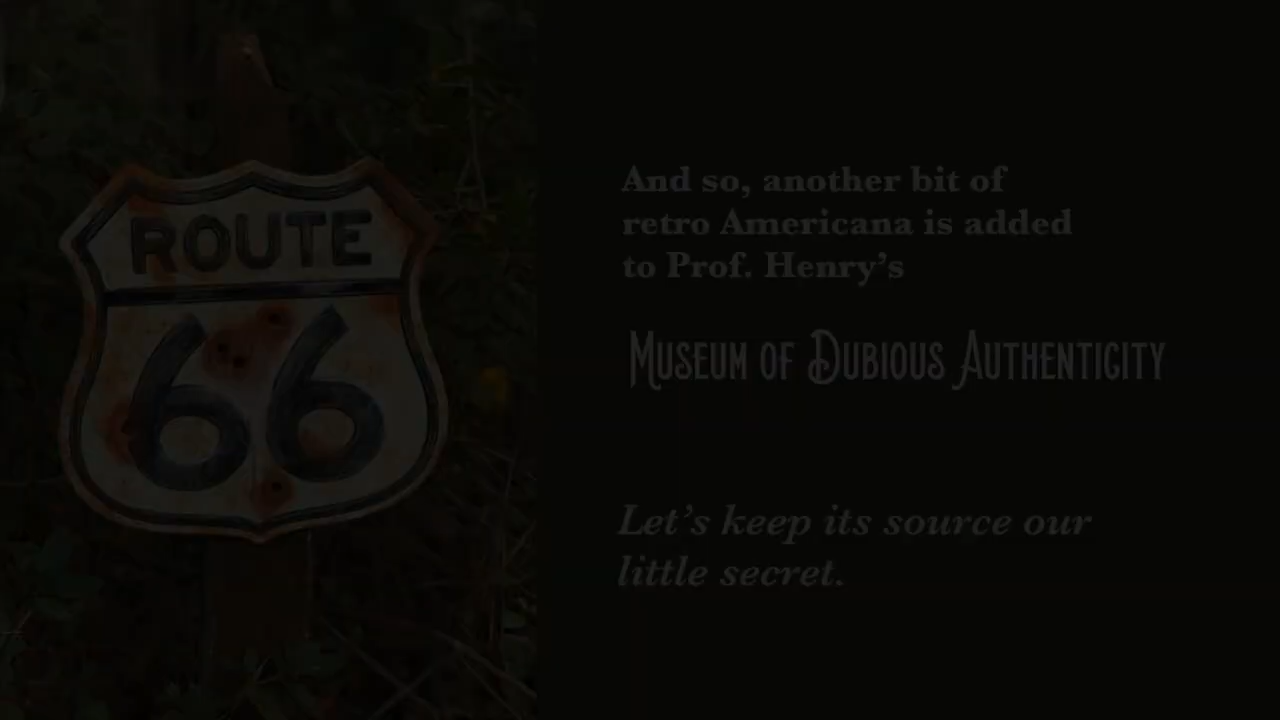 ROUTE
66
And so, another bit of
retro Americana is added
to Prof. Henry’s
Museum of Dubious Authenticity
Let’s keep its source our
little secret.